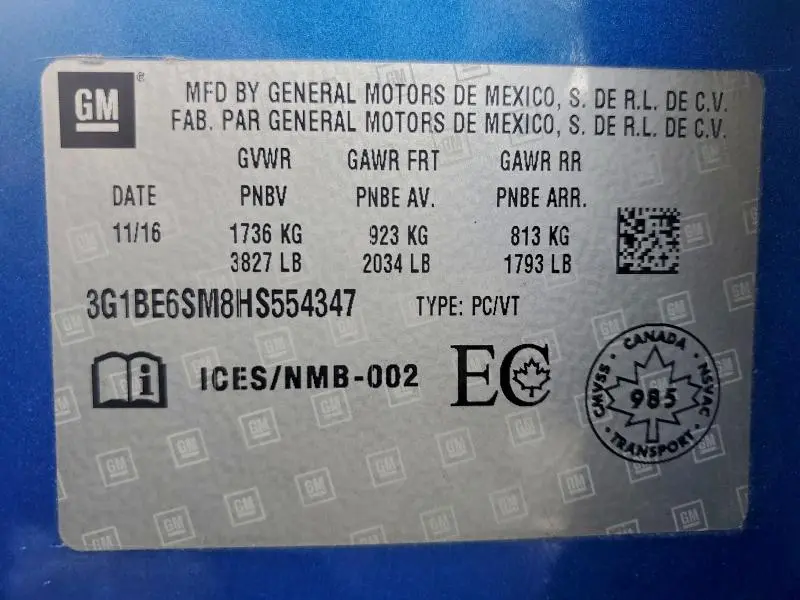 GM ®
MFD BY GENERAL MOTORS DE MEXICO, S. DE R.L. DE C.V.
FAB. PAR GENERAL MOTORS DE MEXICO, S. DE R.L. DE C.V.
GVWR GAWR FRT GAWR RR
DATE PNBV PNBE AV. PNBE ARR.
11/16 1736 KG 923 KG 813 KG
3827 LB 2034 LB 1793 LB
3G1BE6SM8HS554347 TYPE: PC/VT
i ICES/NMB-002 EC
CANADA
CMVSS 985 NSVAC
TRANSPORT